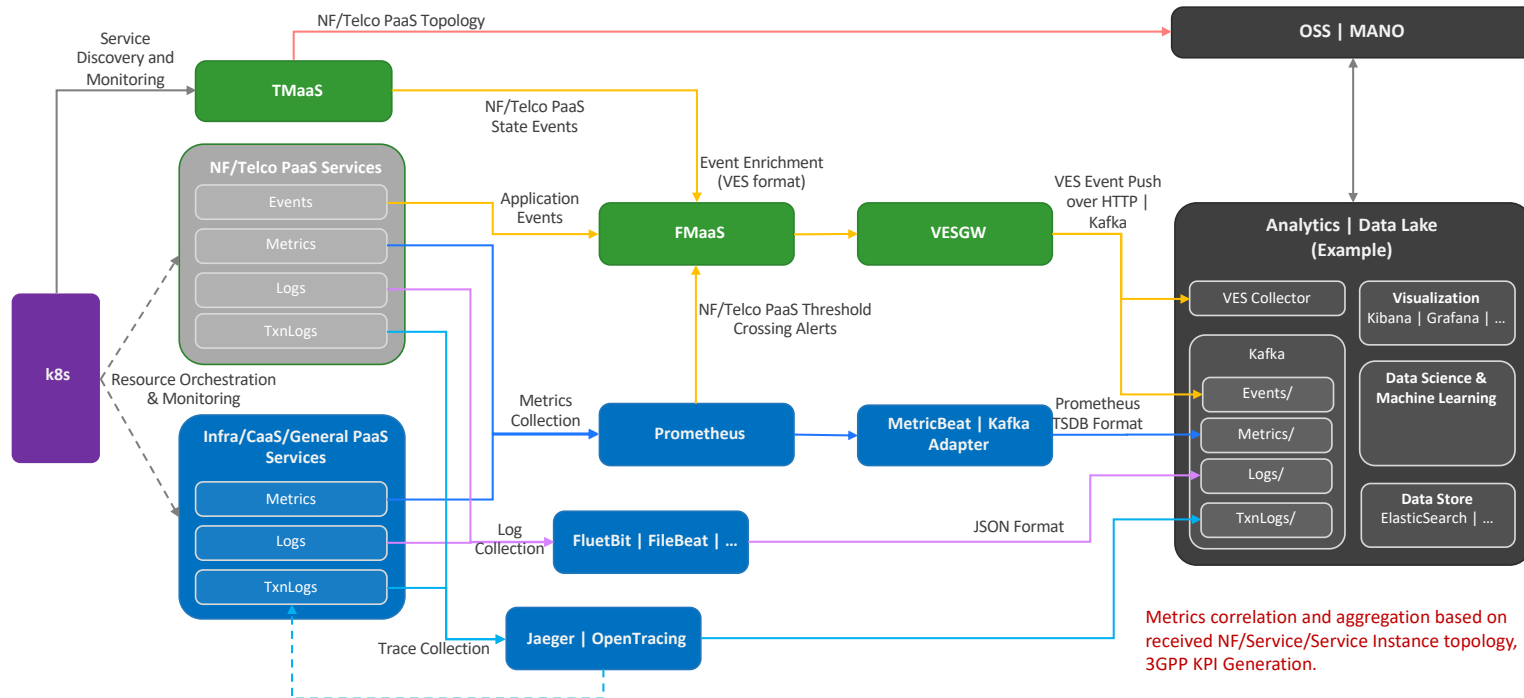 NF/Telco PaaS Topology
OSS | MANO
Service
Discovery and
Monitoring
TMaaS
NF/Telco PaaS
State Events
NF/Telco PaaS Services
Events
Metrics
Logs
TxnLogs
Application
Events
Event Enrichment
(VES format)
FMaaS
VESGW
VES Event Push
over HTTP |
Kafka
NF/Telco PaaS Threshold
Crossing Alerts
k8s
Resource Orchestration
& Monitoring
Infra/CaaS/General PaaS
Services
Metrics
Logs
TxnLogs
Metrics
Collection
Prometheus
MetricBeat | Kafka
Adapter
Prometheus
TSDB Format
Log
Collection
FluetBit | FileBeat | ...
JSON Format
Trace Collection
Jaeger | OpenTracing
Analytics | Data Lake
(Example)
VES Collector
Kafka
Events/
Metrics/
Logs/
TxnLogs/
Visualization
Kibana | Grafana | ...
Data Science &
Machine Learning
Data Store
ElasticSearch | ...
Metrics correlation and aggregation based on
received NF/Service/Service Instance topology,
3GPP KPI Generation.